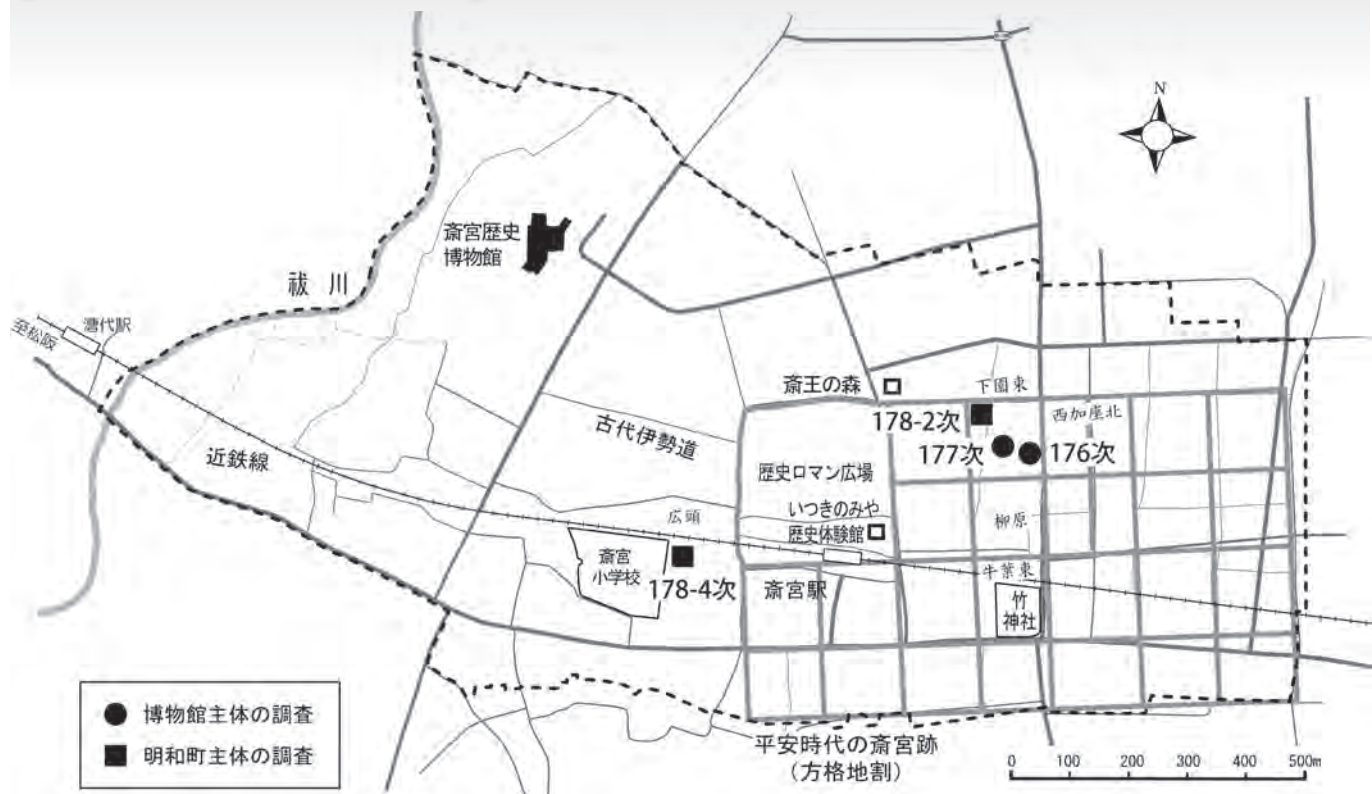 N
斎宮歴史
博物館
祓川
漕代駅
至松阪
斎王の森
下園東
西加座北
178-2次
177次
176次
古代伊勢道
近鉄線
歴史ロマン広場
いつきのみや
歴史体験館
広頭
柳原
斎宮
小学校
178-4次
斎宮駅
牛葉東
竹
神社
● 博物館主体の調査
■ 明和町主体の調査
平安時代の斎宮跡
(方格地割)
0 100 200 300 400 500m